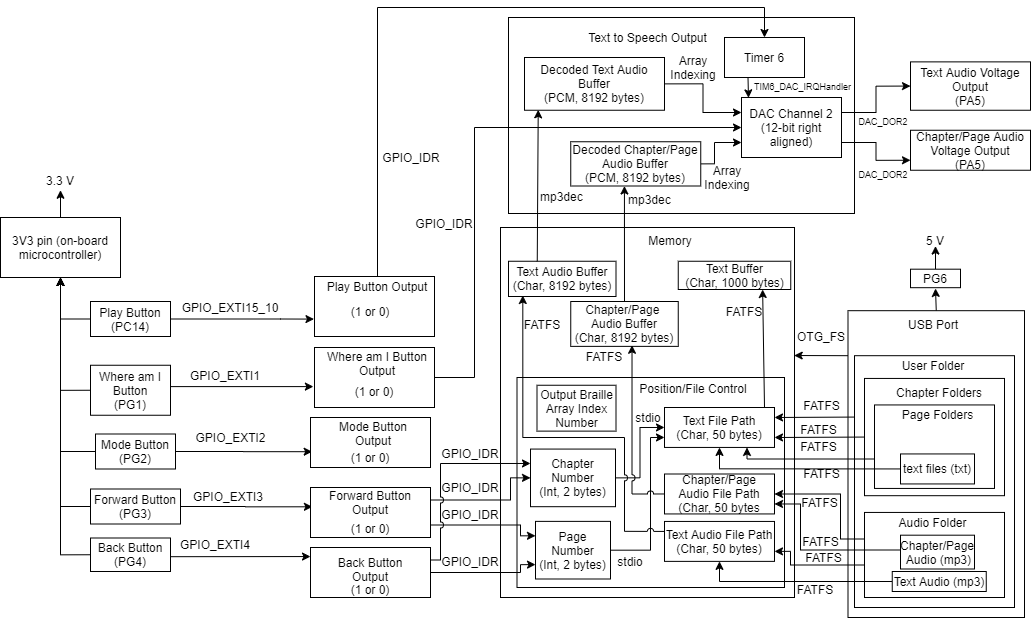 Text to Speech Output
Timer 6
Decoded Text Audio
Buffer
(PCM, 8192 bytes)
Array
Indexing
TIM6_DAC_IRQHandler
DAC Channel 2
(12-bit right
aligned)
Text Audio Voltage
Output
(PA5)
DAC_DOR2
Chapter/Page Audio
Voltage Output
(PA5)
DAC_DOR2
Decoded Chapter/Page
Audio Buffer
(PCM, 8192 bytes)
Array
Indexing
GPIO_IDR
mp3dec
mp3dec
GPIO_IDR
3.3 V
3V3 pin (on-board
microcontroller)
Memory
5 V
PG6
Text Audio Buffer
(Char, 8192 bytes)
Text Buffer
(Char, 1000 bytes)
Play Button Output
(1 or 0)
Play Button
(PC14)
GPIO_EXTI15_10
FATFS
Chapter/Page
Audio Buffer
(Char, 8192 bytes)
FATFS
FATFS
OTG_FS
USB Port
User Folder
Where am I Button
Output
(1 or 0)
Where am I
Button
(PG1)
GPIO_EXTI1
Position/File Control
Output Braille
Array Index
Number
stdio
Text File Path
(Char, 50 bytes)
FATFS
FATFS
FATFS
Chapter Folders
Page Folders
text files (txt)
Mode Button
Output
(1 or 0)
Mode Button
(PG2)
GPIO_EXTI2
GPIO_IDR
Chapter
Number
(Int, 2 bytes)
FATFS
Chapter/Page
Audio File Path
(Char, 50 bytes
FATFS
Forward Button
(PG3)
GPIO_EXTI3
Forward Button
Output
(1 or 0)
GPIO_IDR
GPIO_IDR
Page
Number
(Int, 2 bytes)
stdio
Text Audio File Path
(Char, 50 bytes)
FATFS
FATFS
Audio Folder
Chapter/Page
Audio (mp3)
Text Audio (mp3)
FATFS
Back Button
(PG4)
GPIO_EXTI4
Back Button
Output
(1 or 0)
GPIO_IDR